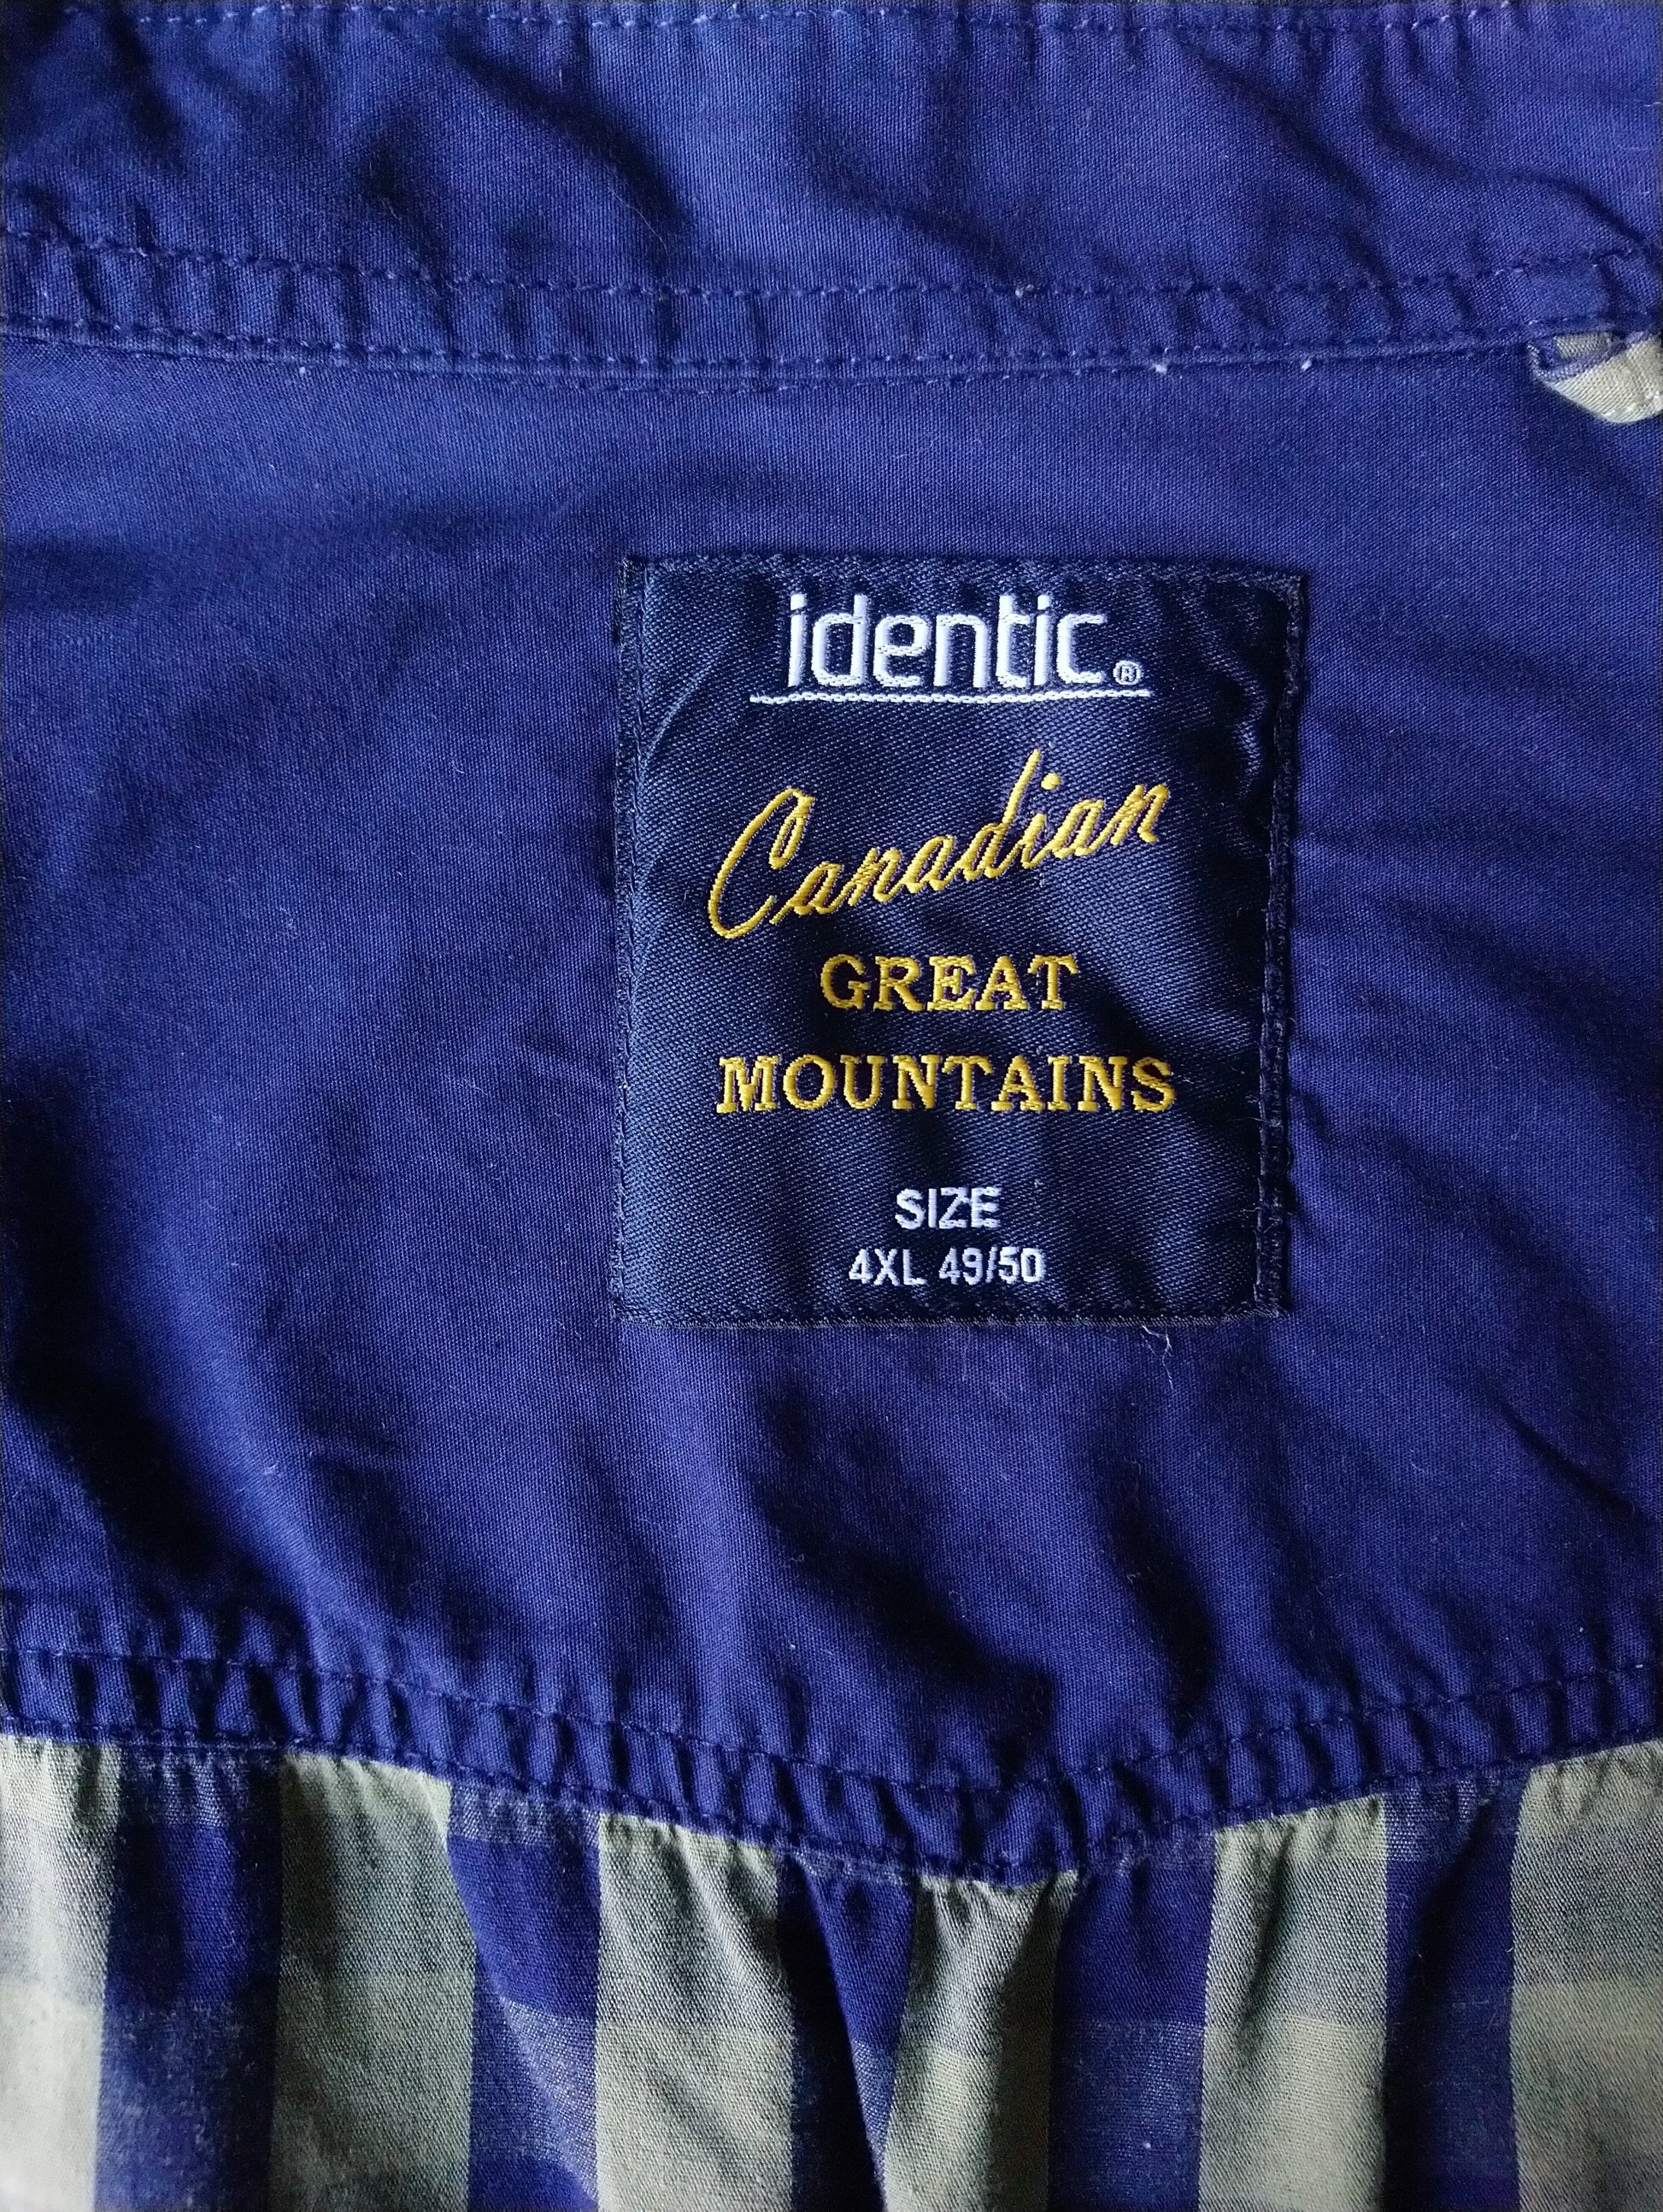 identic.®
Canadian
GREAT
MOUNTAINS
SIZE
4XL 49/50